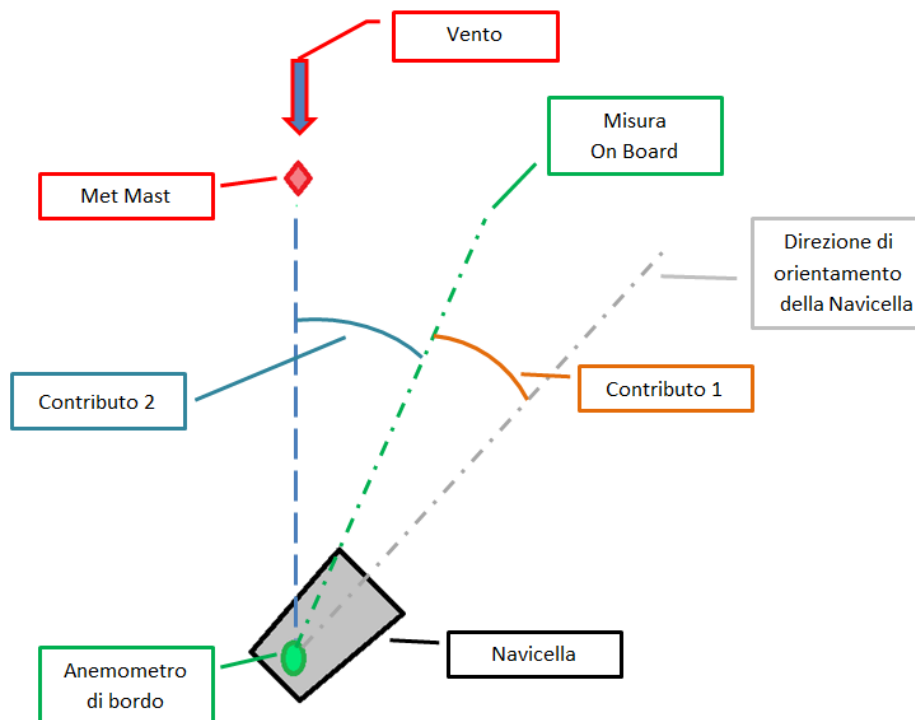 Vento
Misura
On Board
Met Mast
Direzione di
orientamento
della Navicella
Contributo 2
Contributo 1
Navicella
Anemometro
di bordo